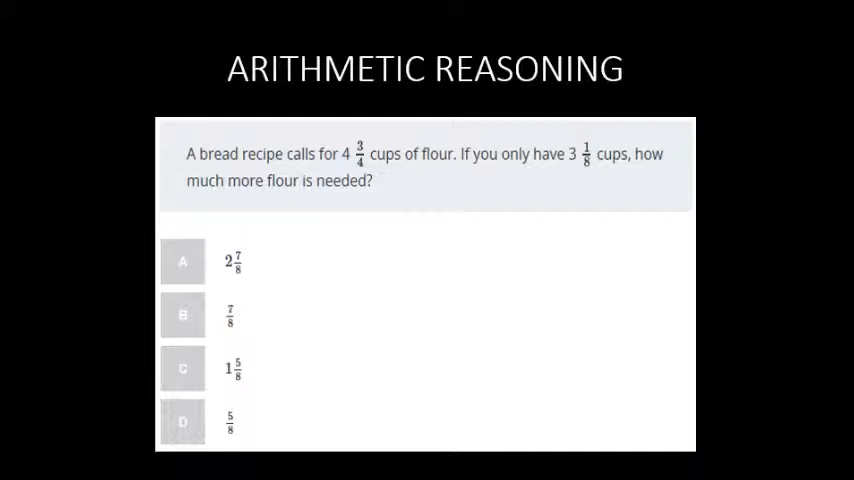 ARITHMETIC REASONING
A bread recipe calls for 4 3/4 cups of flour. If you only have 3 1/8 cups, how
much more flour is needed?
A 2 7/8
B 7/8
C 1 5/8
D 5/8